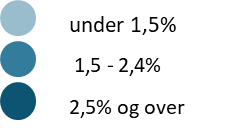 under 1,5%
1,5 - 2,4%
2,5% og over